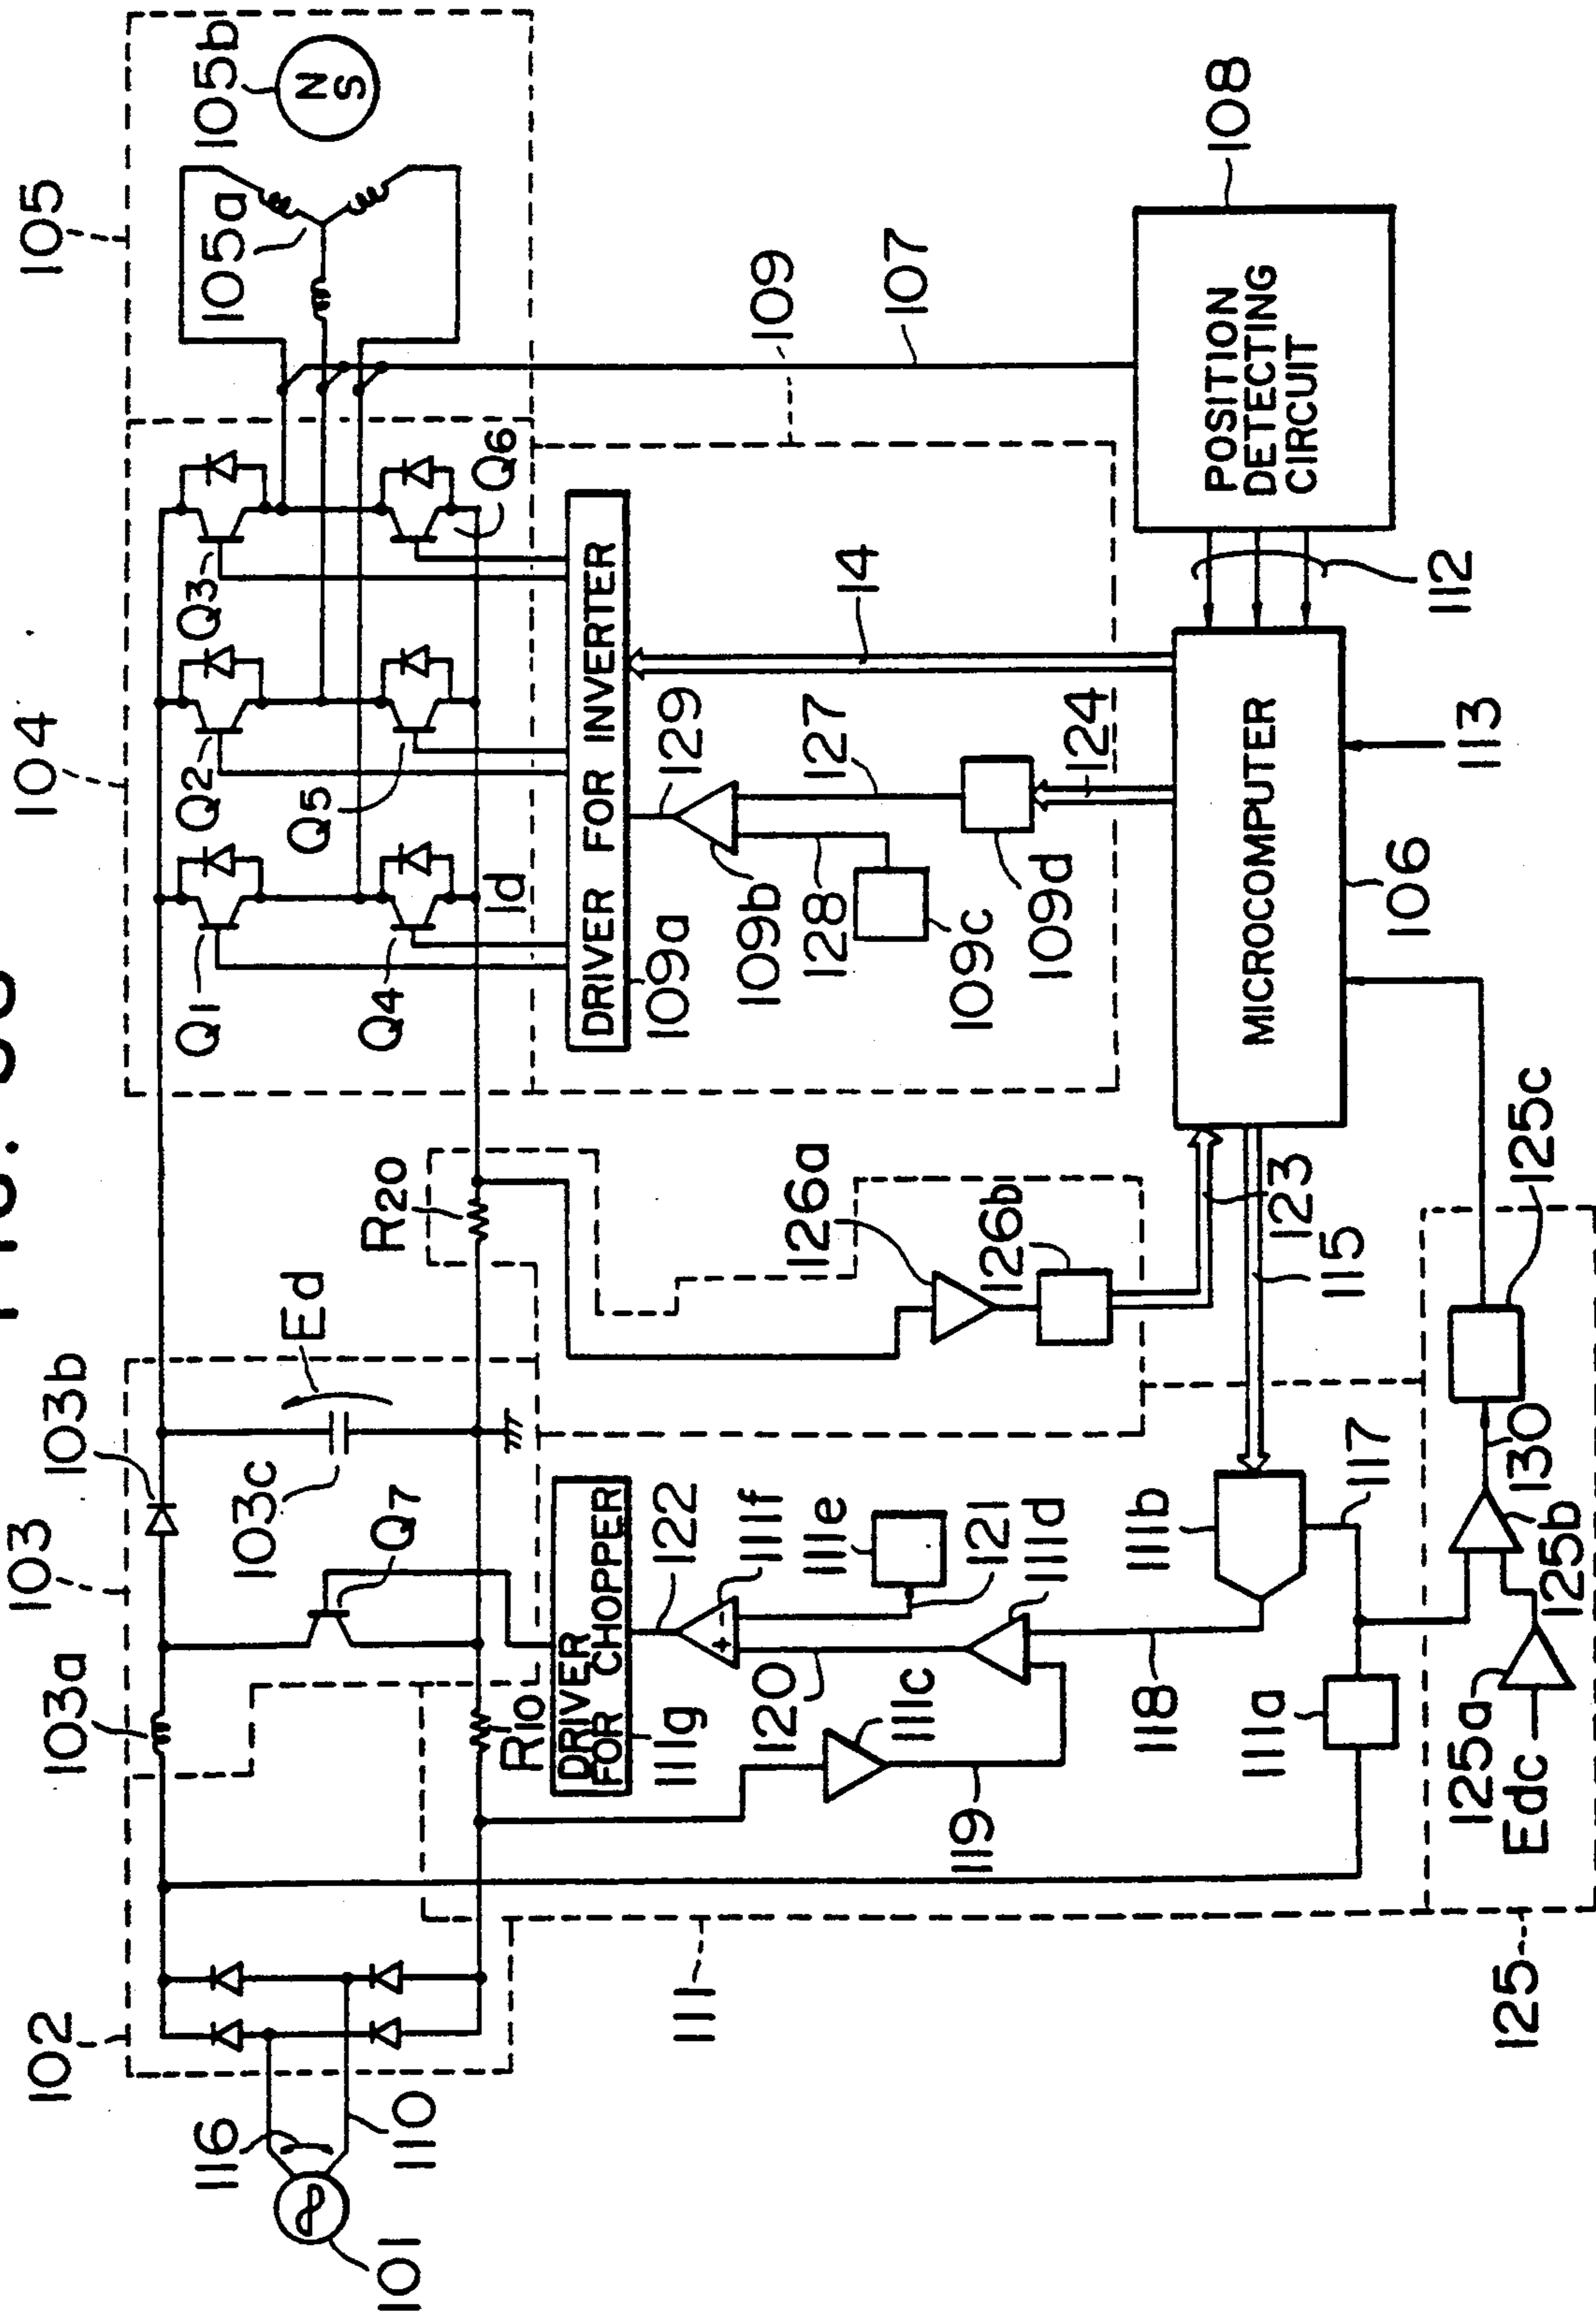 104
105
103
103b
Ed
102
103a
103c
Q7
R20
Q1
Q2
Q3
Q4
Q5
Q6
Id
105a
105b
N
S
116
110
101
R10
DRIVER
FOR CHOPPER
111g
122
111f
+
-
111e
121
111d
120
111c
119
118
111b
117
111a
111
126a
126b
123
115
DRIVER FOR INVERTER
109a
129
109b
128
127
109c
109d
124
14
109
107
108
POSITION
DETECTING
CIRCUIT
112
MICROCOMPUTER
106
113
125c
130
125b
125a
Edc
125